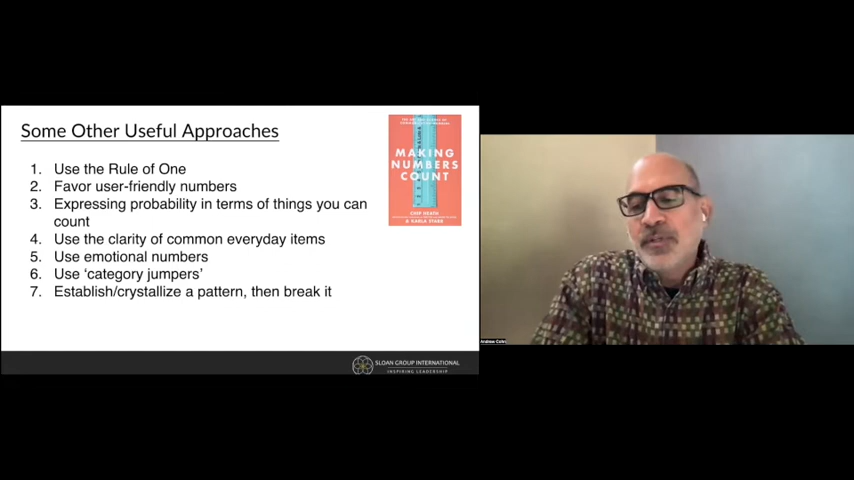 Some Other Useful Approaches
1. Use the Rule of One
2. Favor user-friendly numbers
3. Expressing probability in terms of things you can
count
4. Use the clarity of common everyday items
5. Use emotional numbers
6. Use ‘category jumpers’
7. Establish/crystallize a pattern, then break it
MAKING
NUMBERS
COUNT
CHIP HEATH
& KARLA STARR
SLOAN GROUP INTERNATIONAL
INSPIRING LEADERSHIP
Andrew Cohn